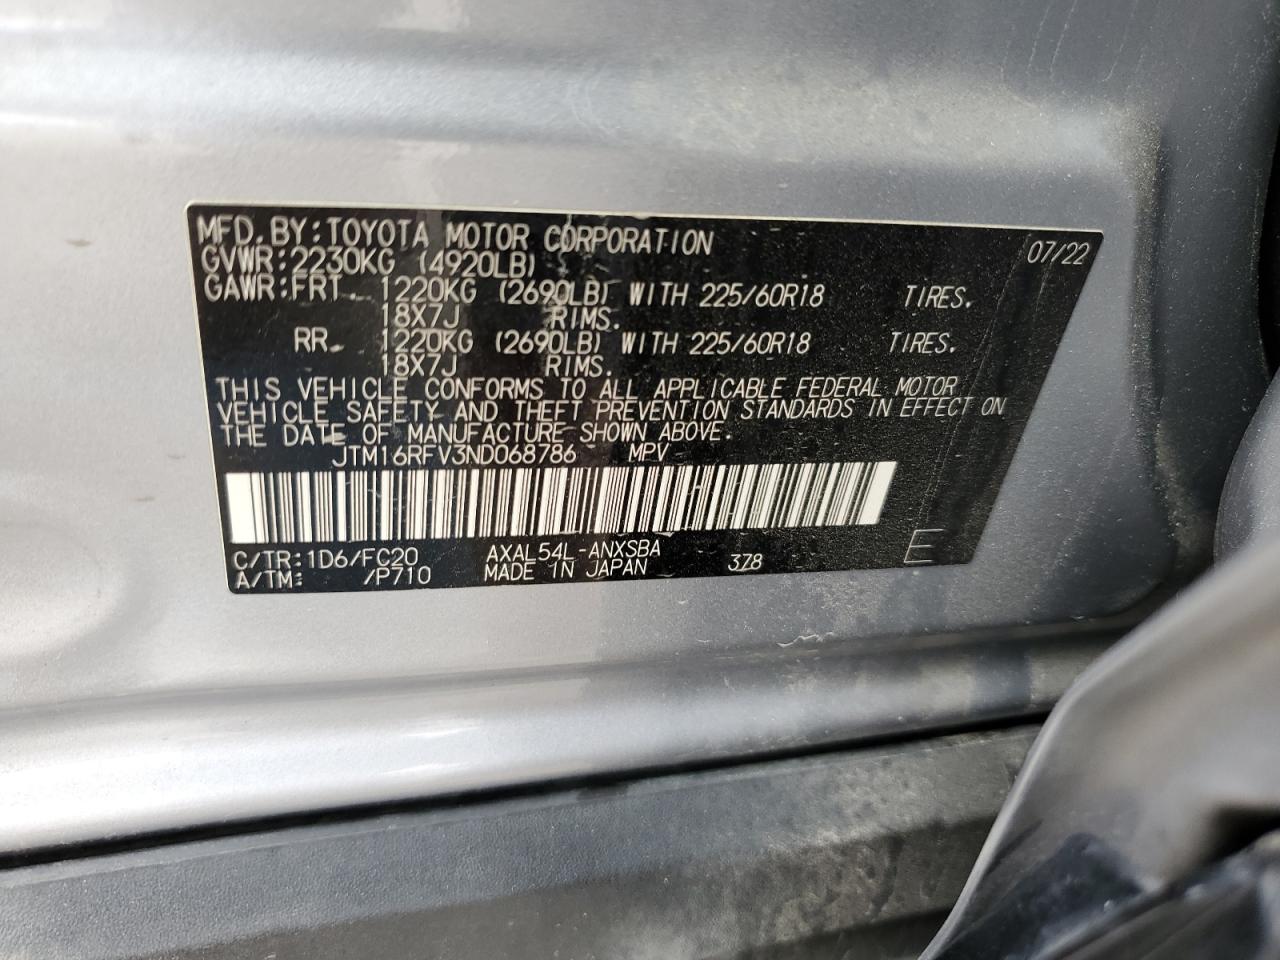 MFD. BY: TOYOTA MOTOR CORPORATION 07/22
GVWR: 2230KG (4920LB)
GAWR: FRT. 1220KG (2690LB) WITH 225/60R18 TIRES.
18X7J RIMS.
RR. 1220KG (2690LB) WITH 225/60R18 TIRES.
18X7J RIMS.
THIS VEHICLE CONFORMS TO ALL APPLICABLE FEDERAL MOTOR
VEHICLE SAFETY AND THEFT PREVENTION STANDARDS IN EFFECT ON
THE DATE OF MANUFACTURE SHOWN ABOVE.
JTM16RFV3ND068786 MPV
C/TR: 1D6/FC20 AXAL54L-ANXSBA 3Z8 E
A/TM: /P710 MADE IN JAPAN